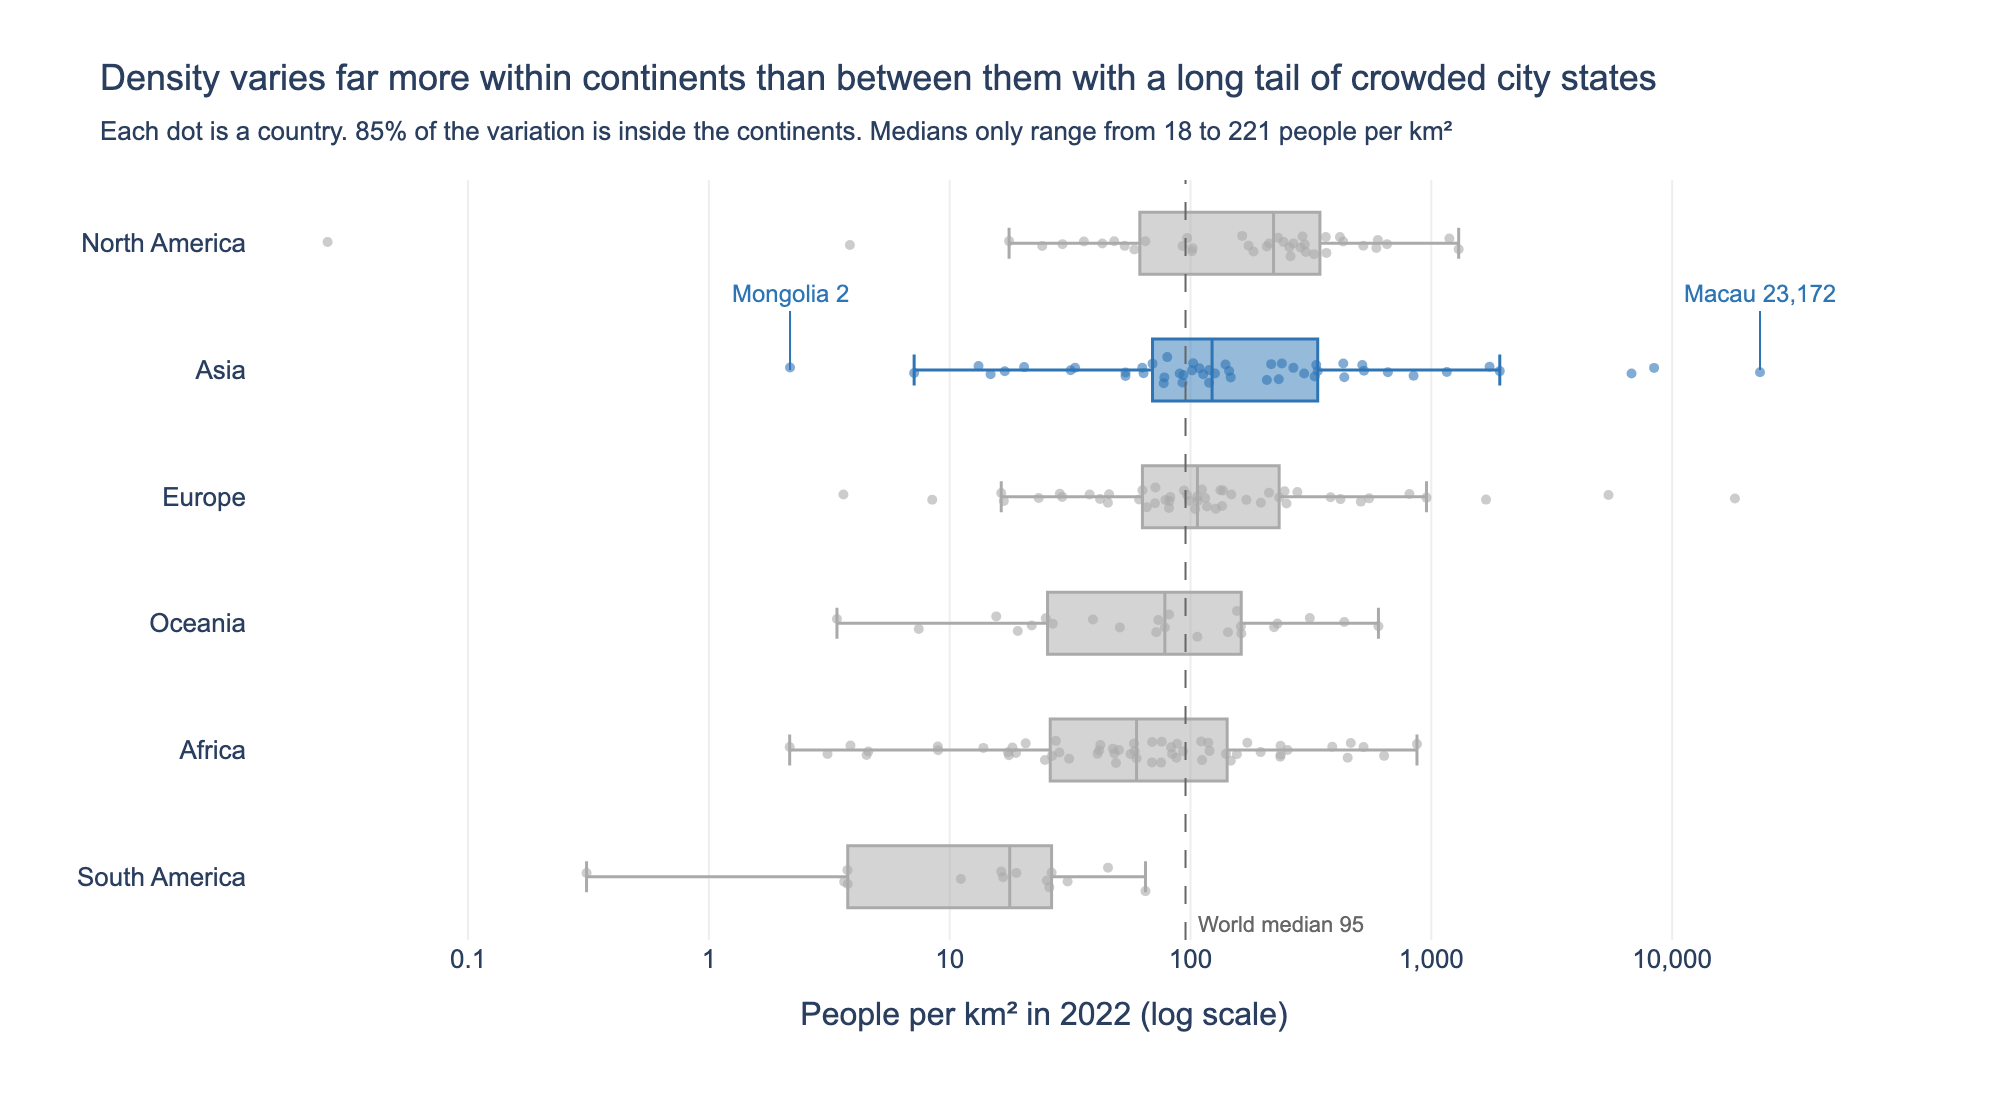 Density varies far more within continents than between them with a long tail of crowded city states
Each dot is a country. 85% of the variation is inside the continents. Medians only range from 18 to 221 people per km²
North America
Mongolia 2
Macau 23,172
Asia
Europe
Oceania
Africa
South America
World median 95
0.1
1
10
100
1,000
10,000
People per km² in 2022 (log scale)